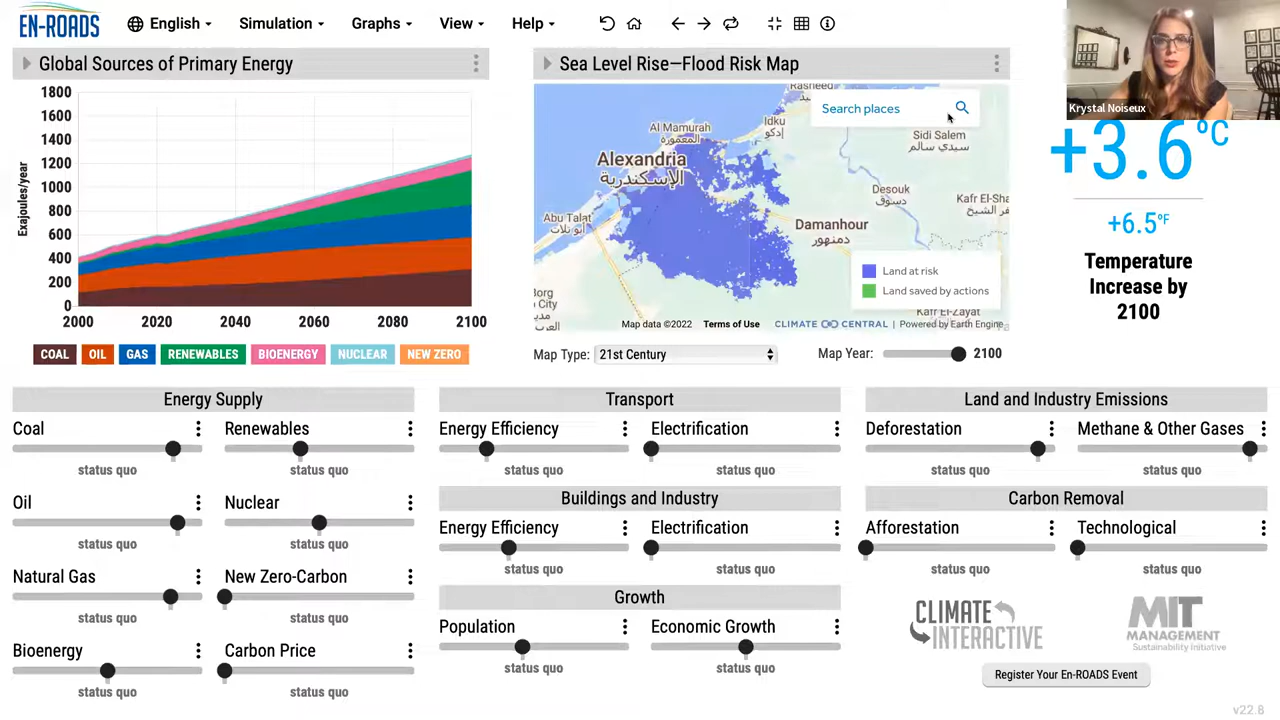 EN-ROADS
English
Simulation
Graphs
View
Help
Krystal Noiseux
Global Sources of Primary Energy
Exajoules/year
1800
1600
1400
1200
1000
800
600
400
200
0
2000
2020
2040
2060
2080
2100
COAL
OIL
GAS
RENEWABLES
BIOENERGY
NUCLEAR
NEW ZERO
Sea Level Rise—Flood Risk Map
Search places
Rasheed
Idku
إدكو
Al Mamurah
المعمورة
Alexandria
الإسكندرية
Sidi Salem
سيدي سالم
Desouk
دسوق
Kafr El-Sha
كفر الشيخ
Abu Talat
أبو تلات
Damanhour
دمنهور
Borg
City
Kafr El-Zayat
Land at risk
Land saved by actions
Map data ©2022
Terms of Use
CLIMATE CENTRAL | Powered by Earth Engine
Map Type:
21st Century
Map Year:
2100
+3.6°C
+6.5°F
Temperature
Increase by
2100
Energy Supply
Coal
status quo
Renewables
status quo
Oil
status quo
Nuclear
status quo
Natural Gas
status quo
New Zero-Carbon
status quo
Bioenergy
status quo
Carbon Price
status quo
Transport
Energy Efficiency
status quo
Electrification
status quo
Buildings and Industry
Energy Efficiency
status quo
Electrification
status quo
Growth
Population
status quo
Economic Growth
status quo
Land and Industry Emissions
Deforestation
status quo
Methane & Other Gases
status quo
Carbon Removal
Afforestation
status quo
Technological
status quo
CLIMATE
INTERACTIVE
MIT
MANAGEMENT
Sustainability Initiative
Register Your En-ROADS Event
v22.8